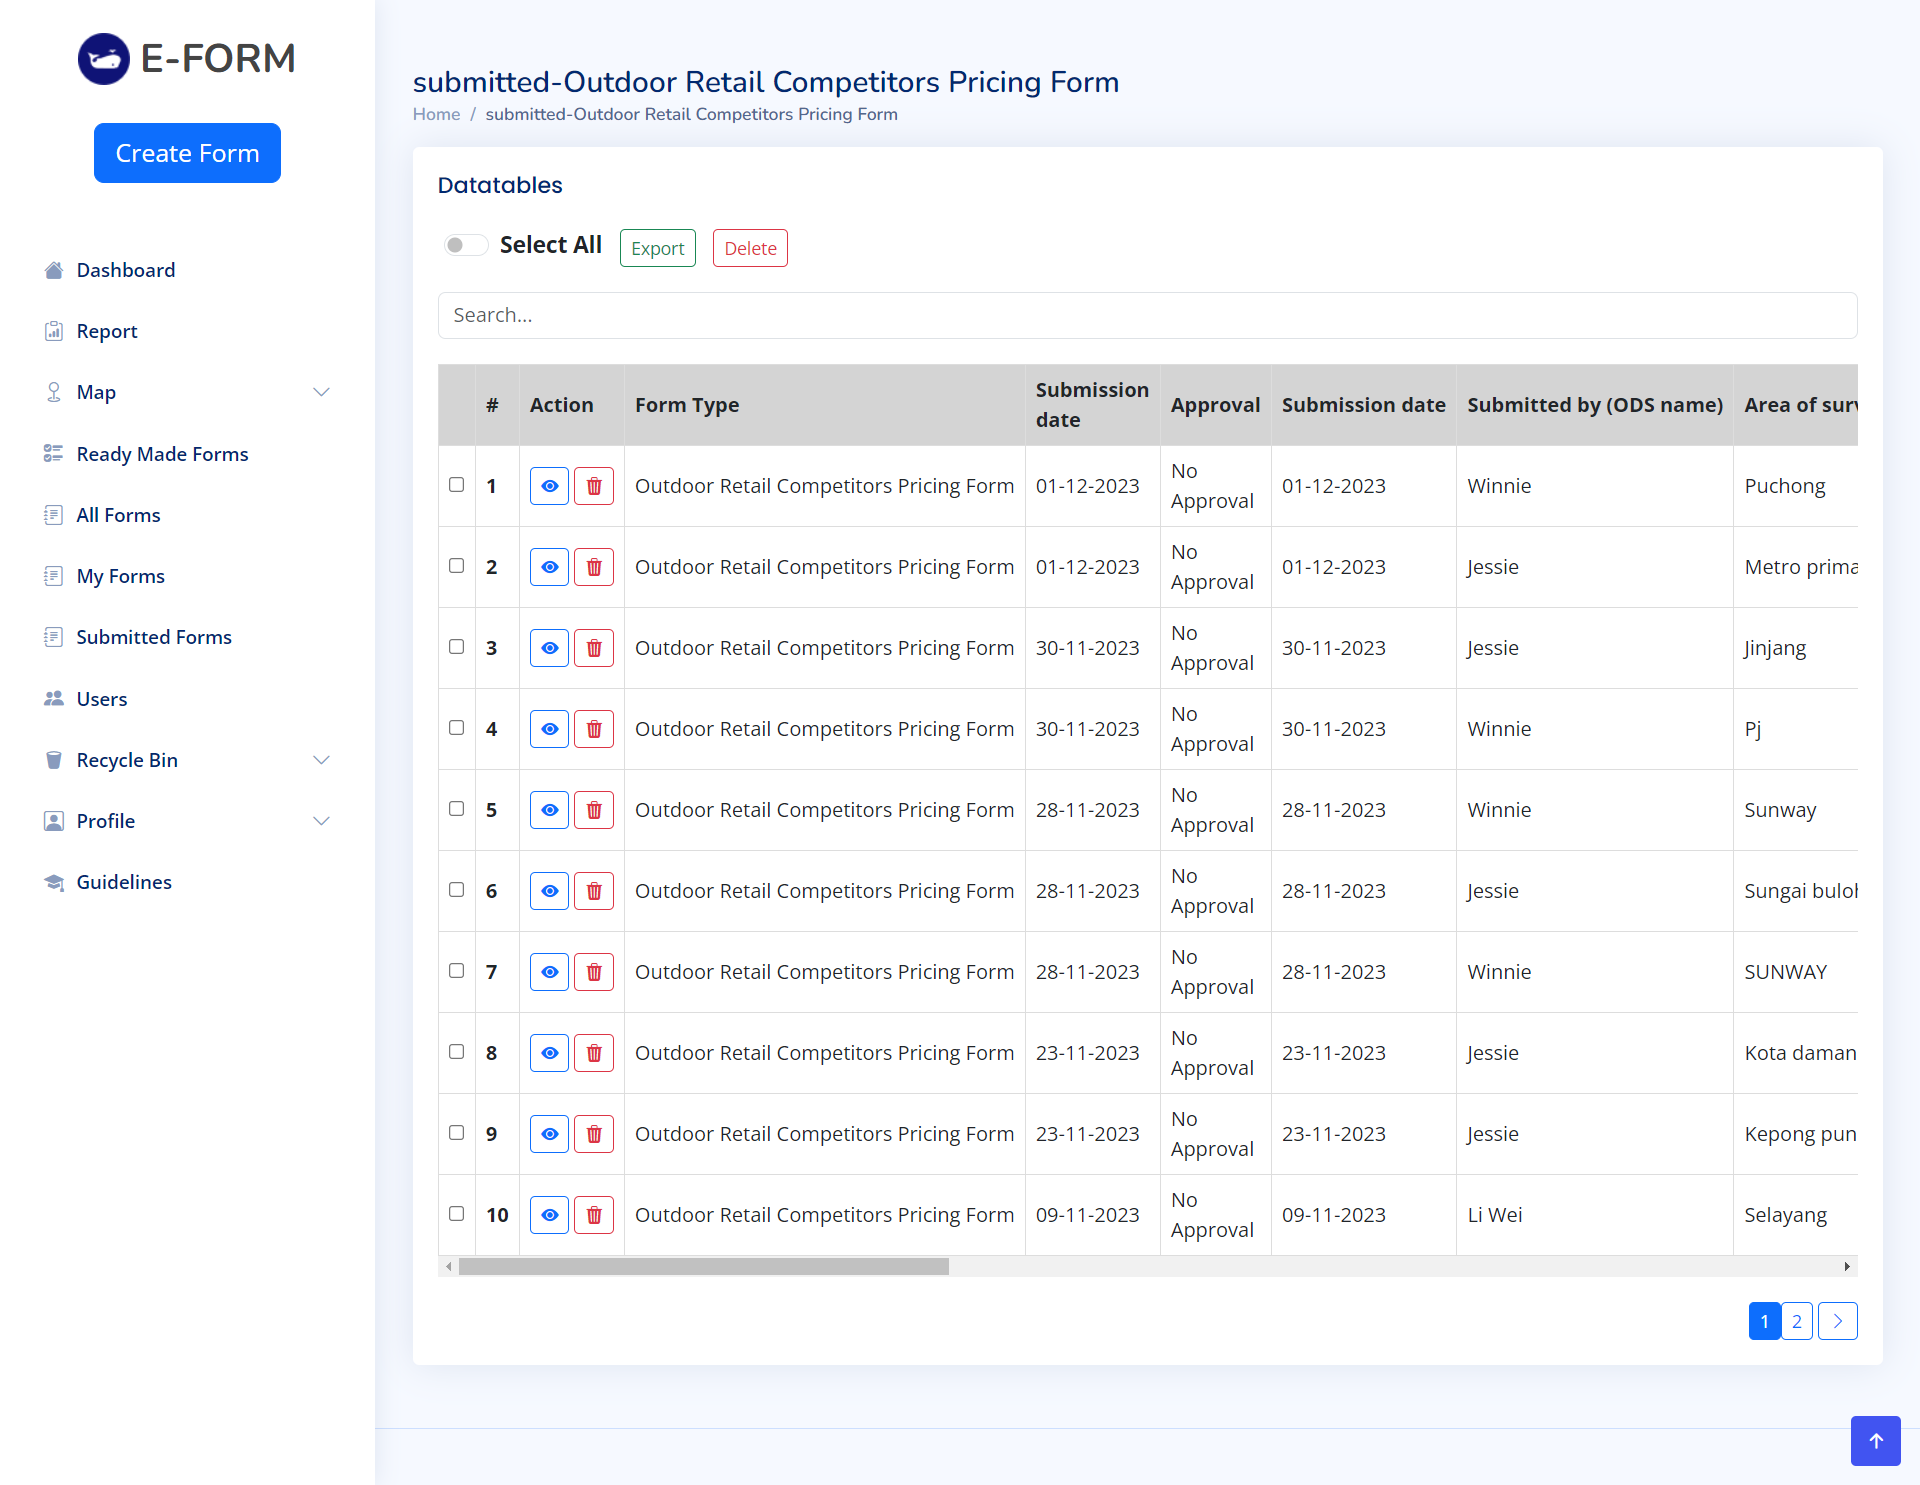 E-FORM
Create Form
Dashboard
Report
Map
Ready Made Forms
All Forms
My Forms
Submitted Forms
Users
Recycle Bin
Profile
Guidelines
submitted-Outdoor Retail Competitors Pricing Form
Home / submitted-Outdoor Retail Competitors Pricing Form
Datatables
Select All Export Delete
Search...
# Action Form Type Submission date Approval Submission date Submitted by (ODS name) Area of surv
1 Outdoor Retail Competitors Pricing Form 01-12-2023 No Approval 01-12-2023 Winnie Puchong
2 Outdoor Retail Competitors Pricing Form 01-12-2023 No Approval 01-12-2023 Jessie Metro prima
3 Outdoor Retail Competitors Pricing Form 30-11-2023 No Approval 30-11-2023 Jessie Jinjang
4 Outdoor Retail Competitors Pricing Form 30-11-2023 No Approval 30-11-2023 Winnie Pj
5 Outdoor Retail Competitors Pricing Form 28-11-2023 No Approval 28-11-2023 Winnie Sunway
6 Outdoor Retail Competitors Pricing Form 28-11-2023 No Approval 28-11-2023 Jessie Sungai buloh
7 Outdoor Retail Competitors Pricing Form 28-11-2023 No Approval 28-11-2023 Winnie SUNWAY
8 Outdoor Retail Competitors Pricing Form 23-11-2023 No Approval 23-11-2023 Jessie Kota daman
9 Outdoor Retail Competitors Pricing Form 23-11-2023 No Approval 23-11-2023 Jessie Kepong pun
10 Outdoor Retail Competitors Pricing Form 09-11-2023 No Approval 09-11-2023 Li Wei Selayang
1 2